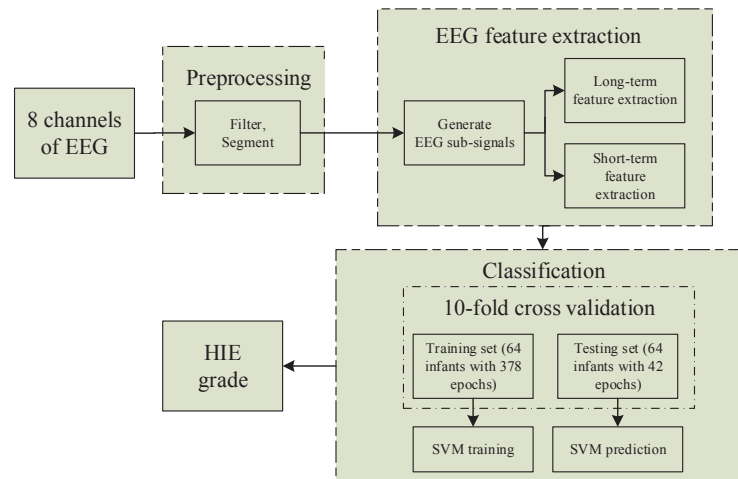 EEG feature extraction
Preprocessing
8 channels
of EEG
Filter,
Segment
Generate
EEG sub-signals
Long-term
feature extraction
Short-term
feature
extraction
Classification
10-fold cross validation
Training set (64
infants with 378
epochs)
Testing set (64
infants with 42
epochs)
SVM training
SVM prediction
HIE
grade